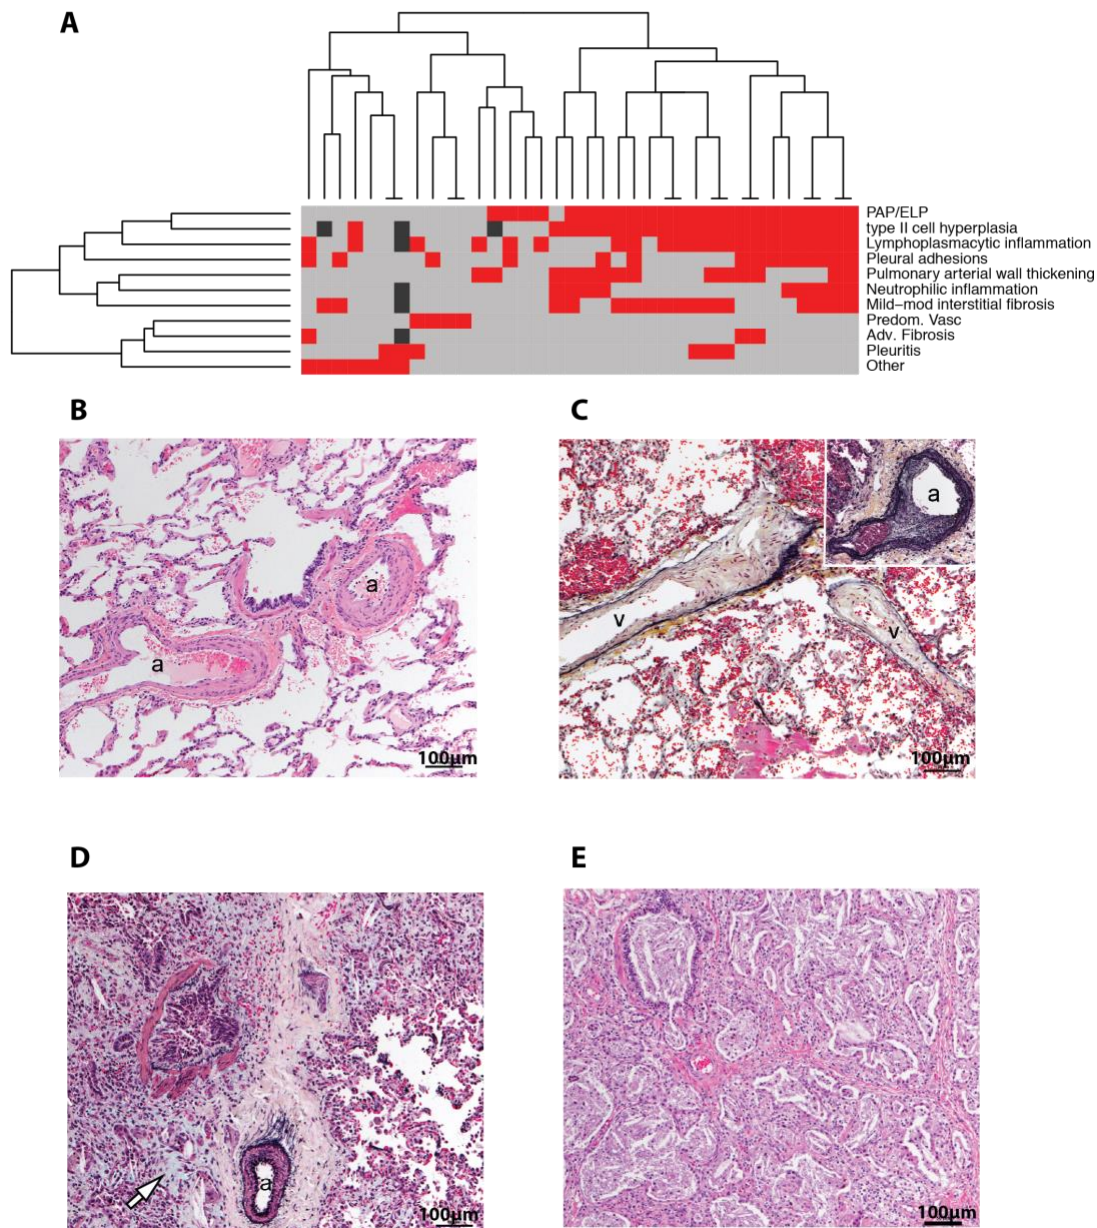 A
PAP/ELP
type II cell hyperplasia
Lymphoplasmacytic inflammation
Pleural adhesions
Pulmonary arterial wall thickening
Neutrophilic inflammation
Mild–mod interstitial fibrosis
Predom. Vasc
Adv. Fibrosis
Pleuritis
Other
B
C
a
a
a
v
v
100μm
100μm
D
E
a
100μm
100μm